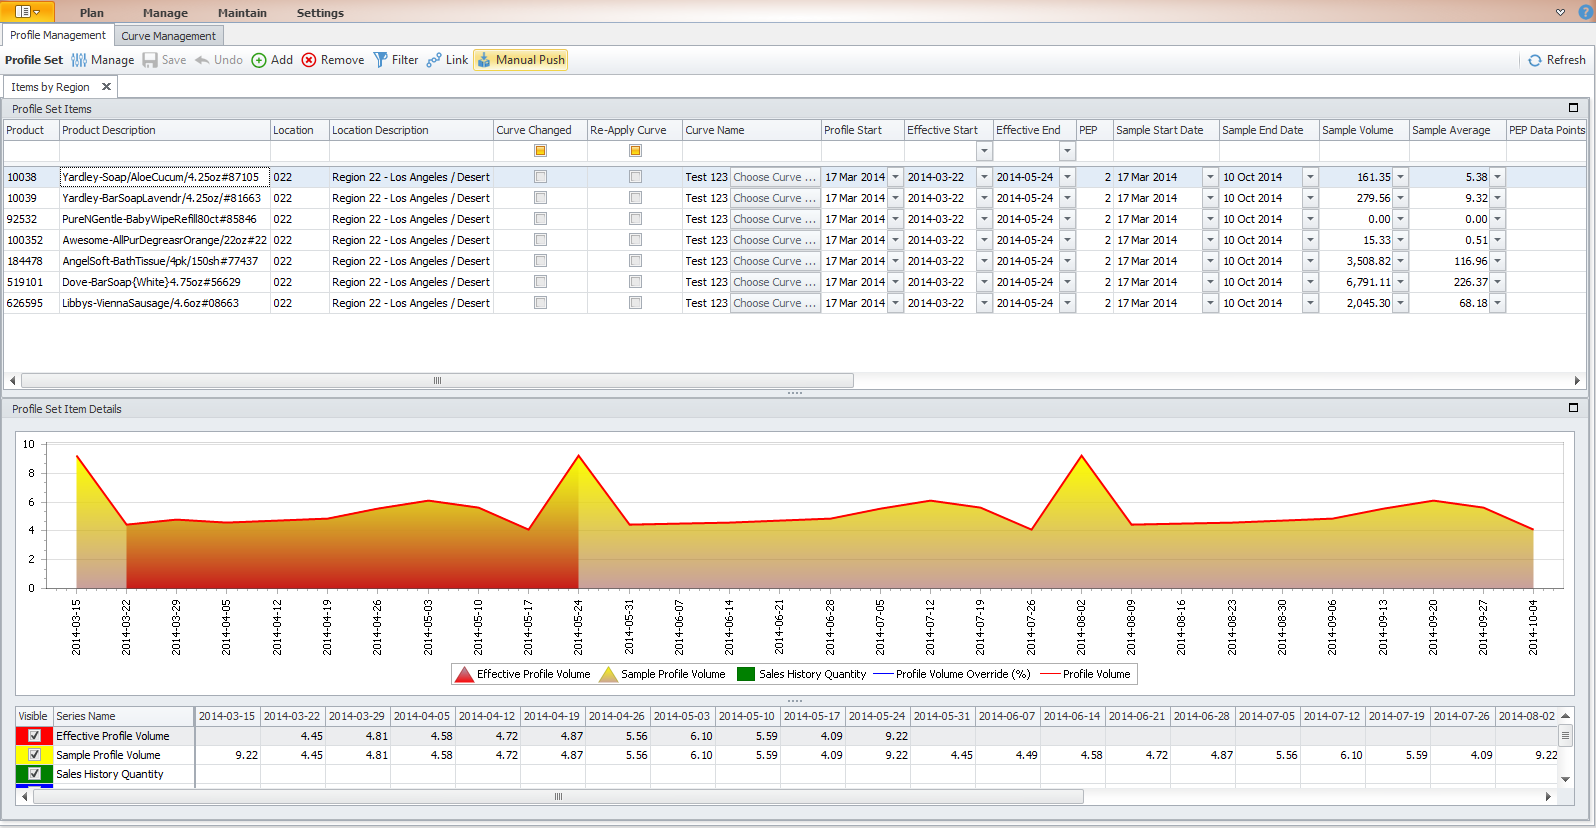 Plan Manage Maintain Settings ?
Profile Management Curve Management
Profile Set Manage Save Undo Add Remove Filter Link Manual Push Refresh
Items by Region X
Profile Set Items
Product Product Description Location Location Description Curve Changed Re-Apply Curve Curve Name Profile Start Effective Start Effective End PEP Sample Start Date Sample End Date Sample Volume Sample Average PEP Data Points
10038 Yardley-Soap/AloeCucum/4.25oz#87105 022 Region 22 - Los Angeles / Desert Test 123 Choose Curve ... 17 Mar 2014 2014-03-22 2014-05-24 2 17 Mar 2014 10 Oct 2014 161.35 5.38
10039 Yardley-BarSoapLavendr/4.25oz/#81663 022 Region 22 - Los Angeles / Desert Test 123 Choose Curve ... 17 Mar 2014 2014-03-22 2014-05-24 2 17 Mar 2014 10 Oct 2014 279.56 9.32
92532 PureNGentle-BabyWipeRefill80ct#85846 022 Region 22 - Los Angeles / Desert Test 123 Choose Curve ... 17 Mar 2014 2014-03-22 2014-05-24 2 17 Mar 2014 10 Oct 2014 0.00 0.00
100352 Awesome-AllPurDegreasrOrange/22oz#22 022 Region 22 - Los Angeles / Desert Test 123 Choose Curve ... 17 Mar 2014 2014-03-22 2014-05-24 2 17 Mar 2014 10 Oct 2014 15.33 0.51
184478 AngelSoft-BathTissue/4pk/150sh#77437 022 Region 22 - Los Angeles / Desert Test 123 Choose Curve ... 17 Mar 2014 2014-03-22 2014-05-24 2 17 Mar 2014 10 Oct 2014 3,508.82 116.96
519101 Dove-BarSoap{White}4.75oz#56629 022 Region 22 - Los Angeles / Desert Test 123 Choose Curve ... 17 Mar 2014 2014-03-22 2014-05-24 2 17 Mar 2014 10 Oct 2014 6,791.11 226.37
626595 Libbys-ViennaSausage/4.6oz#08663 022 Region 22 - Los Angeles / Desert Test 123 Choose Curve ... 17 Mar 2014 2014-03-22 2014-05-24 2 17 Mar 2014 10 Oct 2014 2,045.30 68.18
Profile Set Item Details
10
8
6
4
2
0
2014-03-15 2014-03-22 2014-03-29 2014-04-05 2014-04-12 2014-04-19 2014-04-26 2014-05-03 2014-05-10 2014-05-17 2014-05-24 2014-05-31 2014-06-07 2014-06-14 2014-06-21 2014-06-28 2014-07-05 2014-07-12 2014-07-19 2014-07-26 2014-08-02 2014-08-09 2014-08-16 2014-08-23 2014-08-30 2014-09-06 2014-09-13 2014-09-20 2014-09-27 2014-10-04
Effective Profile Volume Sample Profile Volume Sales History Quantity Profile Volume Override (%) Profile Volume
Visible Series Name 2014-03-15 2014-03-22 2014-03-29 2014-04-05 2014-04-12 2014-04-19 2014-04-26 2014-05-03 2014-05-10 2014-05-17 2014-05-24 2014-05-31 2014-06-07 2014-06-14 2014-06-21 2014-06-28 2014-07-05 2014-07-12 2014-07-19 2014-07-26 2014-08-02
Effective Profile Volume 4.45 4.81 4.58 4.72 4.87 5.56 6.10 5.59 4.09 9.22
Sample Profile Volume 9.22 4.45 4.81 4.58 4.72 4.87 5.56 6.10 5.59 4.09 9.22 4.45 4.49 4.58 4.72 4.87 5.56 6.10 5.59 4.09 9.22
Sales History Quantity